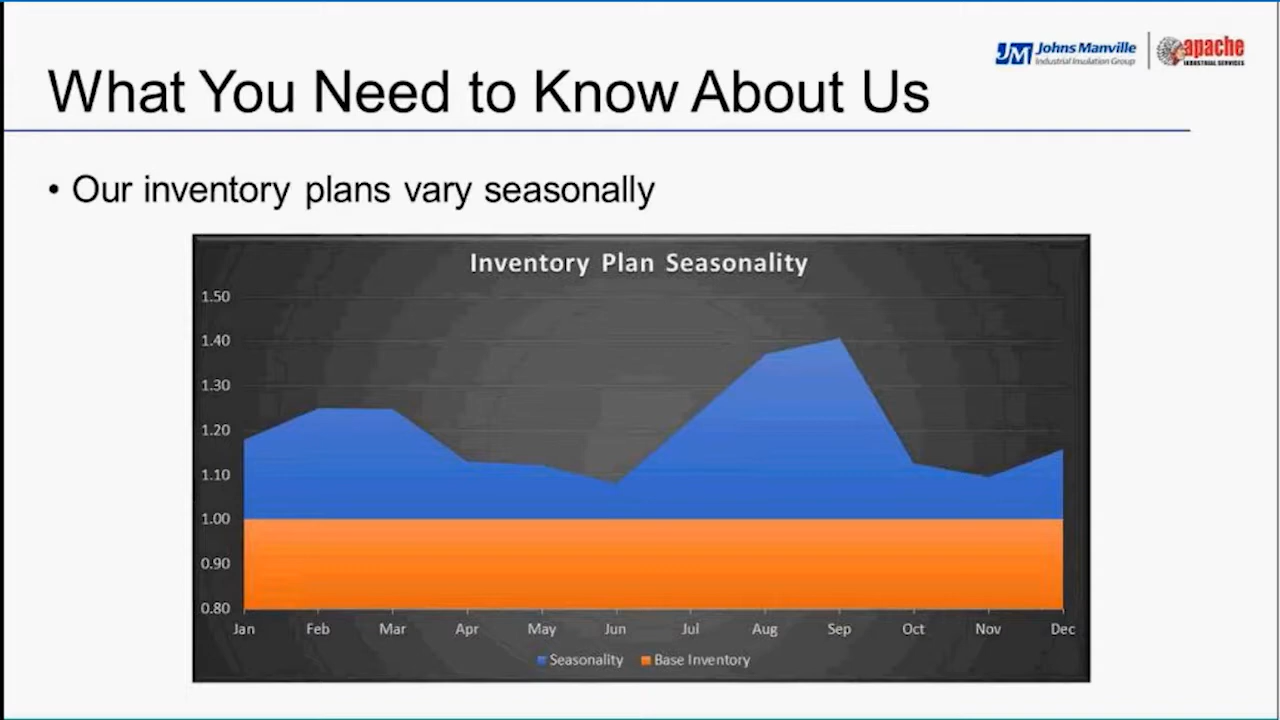 JM Johns Manville
Industrial Insulation Group
apache
INDUSTRIAL SERVICES
What You Need to Know About Us
• Our inventory plans vary seasonally
Inventory Plan Seasonality
1.50
1.40
1.30
1.20
1.10
1.00
0.90
0.80
Jan Feb Mar Apr May Jun Jul Aug Sep Oct Nov Dec
Seasonality Base Inventory